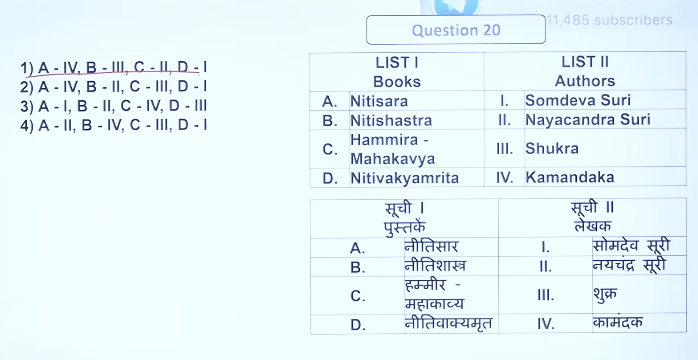 11,485 subscribers
Question 20
1) A - IV, B - III, C - II, D - I
2) A - IV, B - II, C - III, D - I
3) A - I, B - II, C - IV, D - III
4) A - II, B - IV, C - III, D - I
LIST I LIST II
Books Authors
A. Nitisara I. Somdeva Suri
B. Nitishastra II. Nayacandra Suri
C. Hammira - III. Shukra
Mahakavya
D. Nitivakyamrita IV. Kamandaka
सूची I सूची II
पुस्तकें लेखक
A. नीतिसार I. सोमदेव सूरी
B. नीतिशास्त्र II. नयचंद्र सूरी
C. हम्मीर - III. शुक्र
महाकाव्य
D. नीतिवाक्यमृत IV. कामंदक